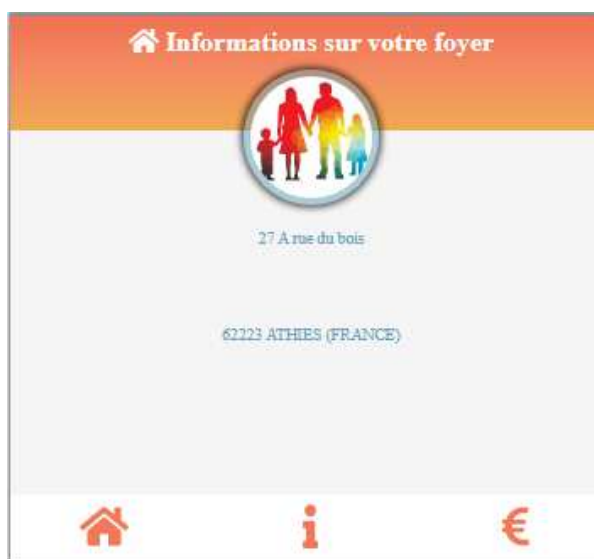 Informations sur votre foyer
27 A rue du bois
62223 ATHIES (FRANCE)